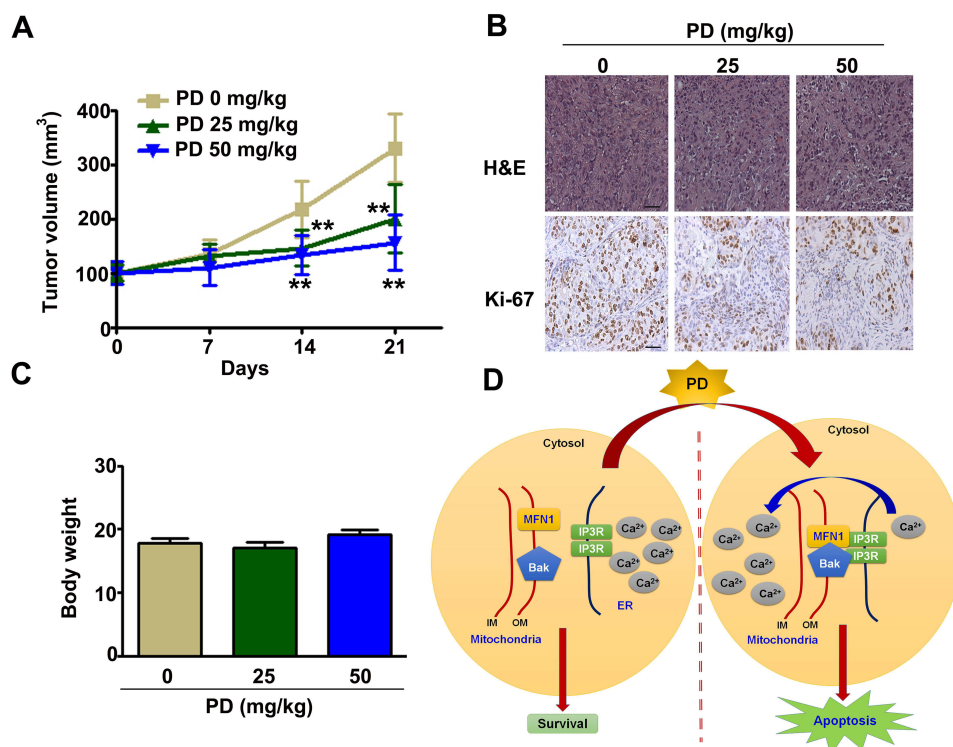 A
PD 0 mg/kg
PD 25 mg/kg
PD 50 mg/kg
Tumor volume (mm³)
400
300
200
100
0
**
**
**
**
0 7 14 21
Days
B
PD (mg/kg)
0 25 50
H&E
Ki-67
C
Body weight
30
20
10
0
0 25 50
PD (mg/kg)
D
PD
Cytosol
MFN1
IP3R
IP3R
Bak
Ca²⁺
Ca²⁺
Ca²⁺
Ca²⁺
Ca²⁺
Ca²⁺
ER
IM OM
Mitochondria
Survival
Cytosol
Ca²⁺
Ca²⁺
Ca²⁺
Ca²⁺
Ca²⁺
Ca²⁺
MFN1
IP3R
IP3R
Bak
IM OM
Mitochondria
ER
Apoptosis